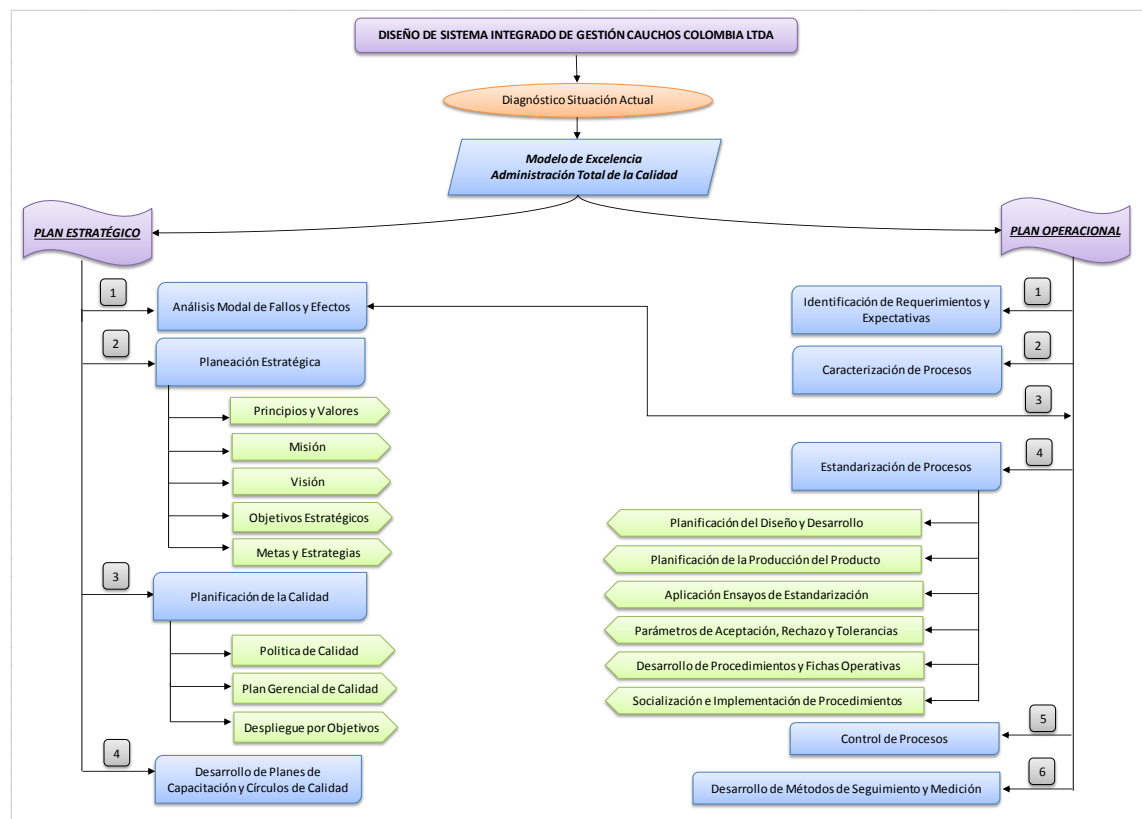 DISEÑO DE SISTEMA INTEGRADO DE GESTIÓN CAUCHOS COLOMBIA LTDA
Diagnóstico Situación Actual
Modelo de Excelencia
Administración Total de la Calidad
PLAN ESTRATÉGICO
1
Análisis Modal de Fallos y Efectos
2
Planeación Estratégica
Principios y Valores
Misión
Visión
Objetivos Estratégicos
Metas y Estrategias
3
Planificación de la Calidad
Politica de Calidad
Plan Gerencial de Calidad
Despliegue por Objetivos
4
Desarrollo de Planes de
Capacitación y Círculos de Calidad
PLAN OPERACIONAL
1
Identificación de Requerimientos y
Expectativas
2
Caracterización de Procesos
3
4
Estandarización de Procesos
Planificación del Diseño y Desarrollo
Planificación de la Producción del Producto
Aplicación Ensayos de Estandarización
Parámetros de Aceptación, Rechazo y Tolerancias
Desarrollo de Procedimientos y Fichas Operativas
Socialización e Implementación de Procedimientos
5
Control de Procesos
6
Desarrollo de Métodos de Seguimiento y Medición